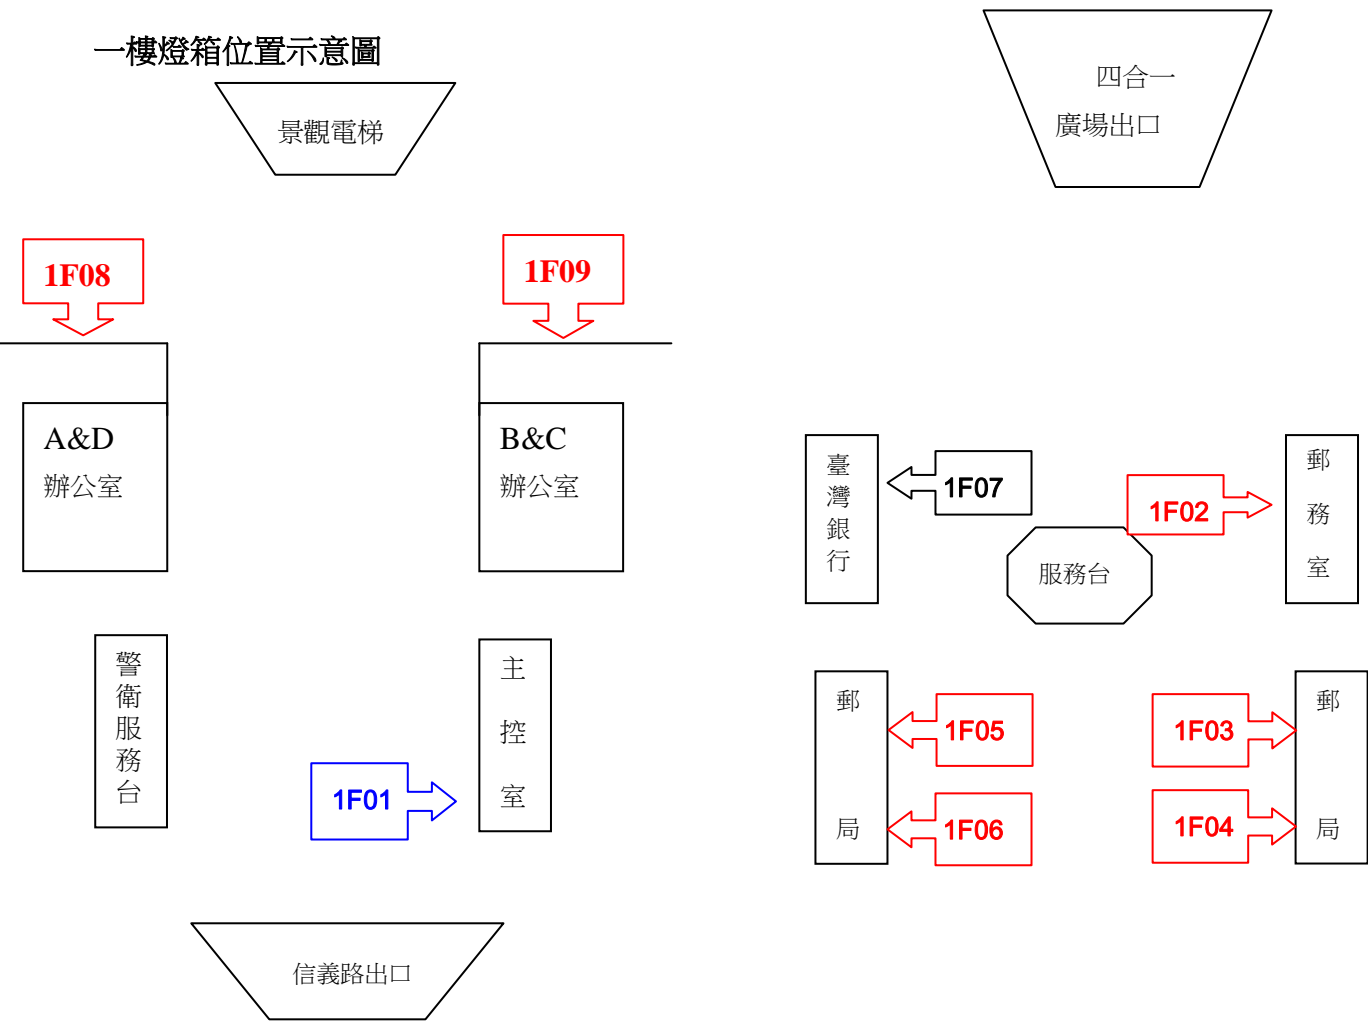 一樓燈箱位置示意圖
景觀電梯
四合一
廣場出口
1F08
1F09
A&D
辦公室
B&C
辦公室
臺灣銀行
1F07
1F02
郵務室
服務台
警衛服務台
主控室
1F01
郵局
1F05
1F06
1F03
1F04
郵局
信義路出口